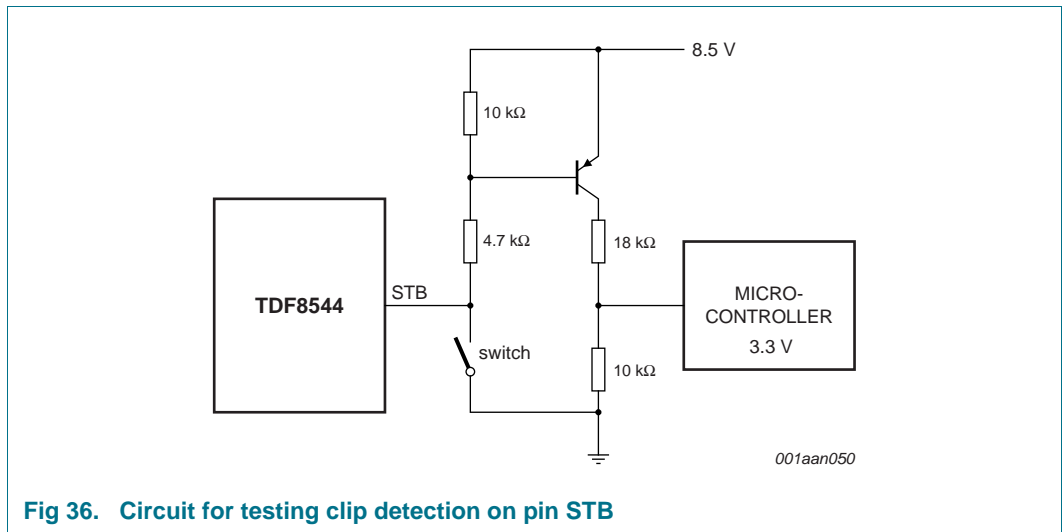 8.5 V
10 kΩ
4.7 kΩ
18 kΩ
TDF8544
STB
MICRO-
CONTROLLER
3.3 V
switch
10 kΩ
001aan050
Fig 36. Circuit for testing clip detection on pin STB